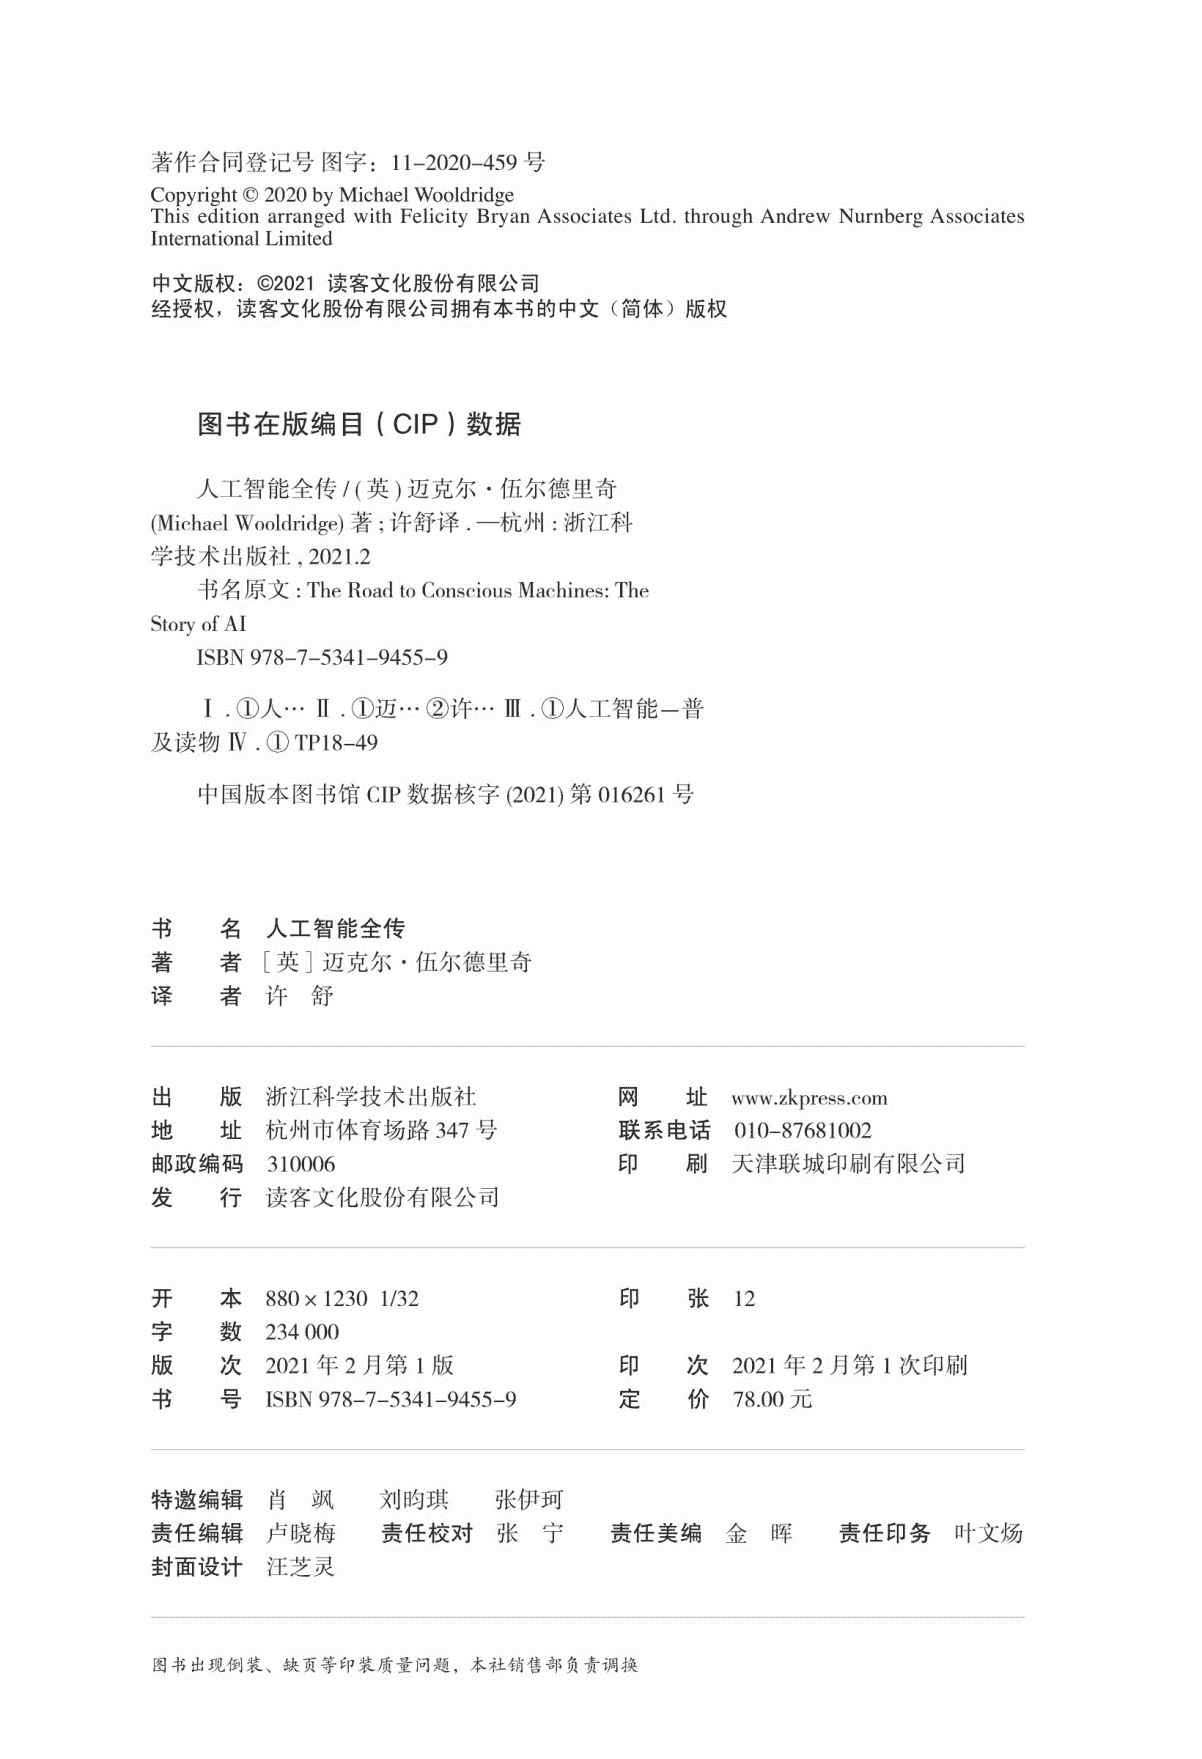 著作合同登记号 图字：11-2020-459 号
Copyright © 2020 by Michael Wooldridge
This edition arranged with Felicity Bryan Associates Ltd. through Andrew Nurnberg Associates
International Limited
中文版权：©2021 读客文化股份有限公司
经授权，读客文化股份有限公司拥有本书的中文（简体）版权
图书在版编目（CIP）数据
人工智能全传 / ( 英 ) 迈克尔・伍尔德里奇
(Michael Wooldridge) 著 ; 许舒译 . —杭州 : 浙江科
学技术出版社 , 2021.2
书名原文 : The Road to Conscious Machines: The
Story of AI
ISBN 978-7-5341-9455-9
Ⅰ . ①人… Ⅱ . ①迈… ②许… Ⅲ . ①人工智能—普
及读物 Ⅳ . ① TP18-49
中国版本图书馆 CIP 数据核字 (2021) 第 016261 号
书 名 人工智能全传
著 者 ［英］迈克尔・伍尔德里奇
译 者 许 舒
出 版 浙江科学技术出版社 网 址 www.zkpress.com
地 址 杭州市体育场路 347 号 联系电话 010-87681002
邮政编码 310006 印 刷 天津联城印刷有限公司
发 行 读客文化股份有限公司
开 本 880 × 1230 1/32 印 张 12
字 数 234 000
版 次 2021 年 2 月第 1 版 印 次 2021 年 2 月第 1 次印刷
书 号 ISBN 978-7-5341-9455-9 定 价 78.00 元
特邀编辑 肖 飒 刘昀琪 张伊珂
责任编辑 卢晓梅 责任校对 张 宁 责任美编 金 晖 责任印务 叶文炀
封面设计 汪芝灵
图书出现倒装、缺页等印装质量问题，本社销售部负责调换